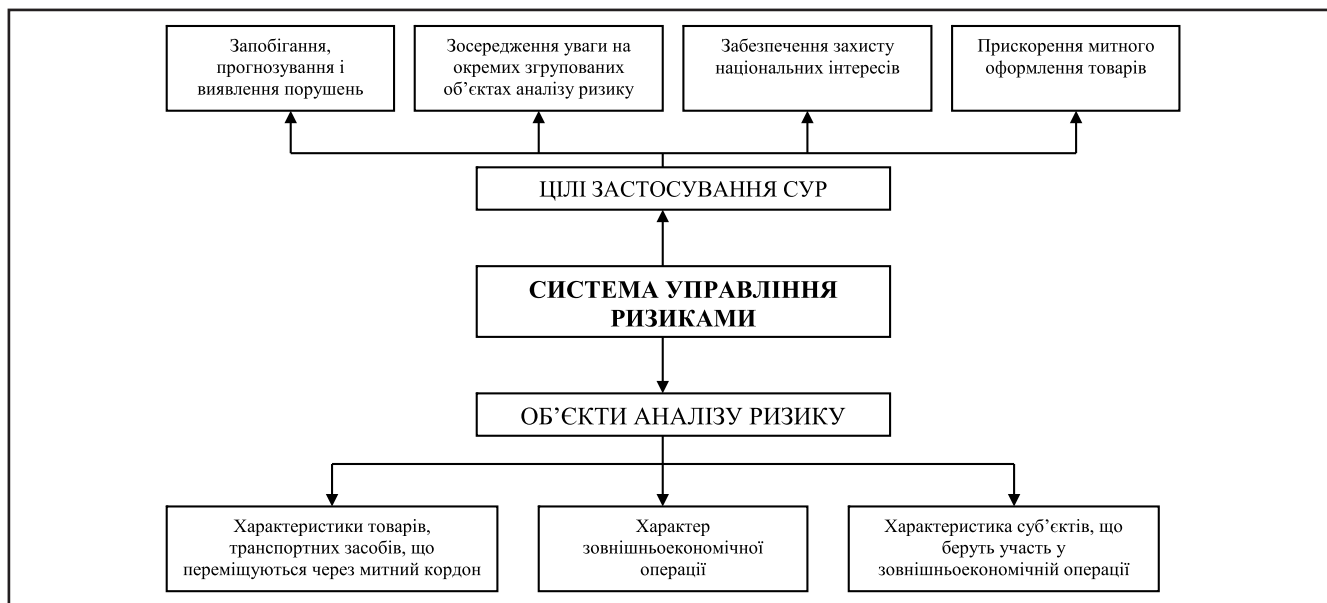 Запобігання,
прогнозування і
виявлення порушень
Зосередження уваги на
окремих згрупованих
об’єктах аналізу ризику
Забезпечення захисту
національних інтересів
Прискорення митного
оформлення товарів
ЦІЛІ ЗАСТОСУВАННЯ СУР
СИСТЕМА УПРАВЛІННЯ
РИЗИКАМИ
ОБ’ЄКТИ АНАЛІЗУ РИЗИКУ
Характеристики товарів,
транспортних засобів, що
переміщуються через митний кордон
Характер
зовнішньоекономічної
операції
Характеристика суб’єктів, що
беруть участь у
зовнішньоекономічній операції